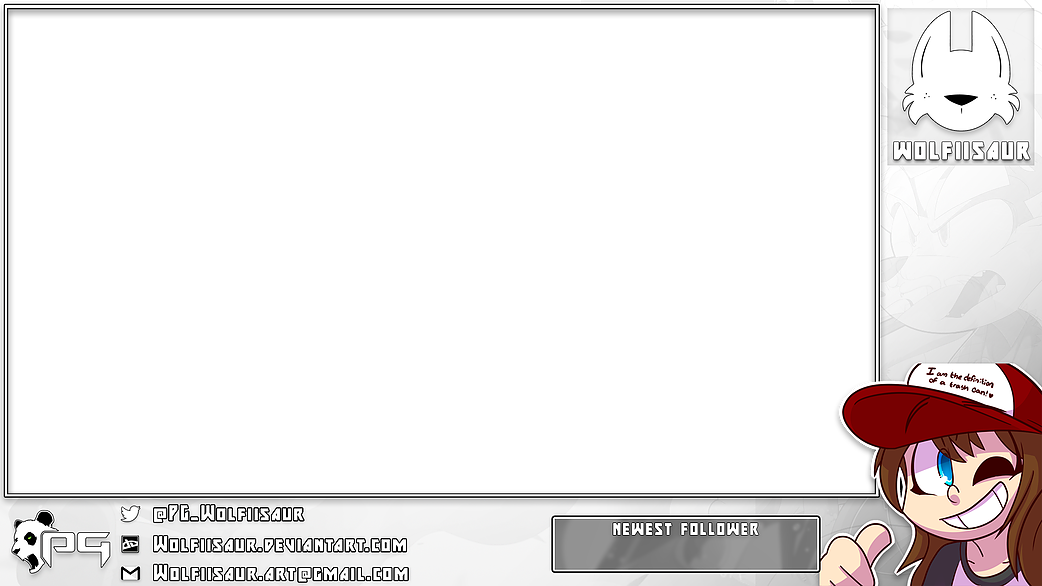 WOLFIISAUR
I am the definition
of a trash can!♥
PG
@PG_Wolfiisaur
Wolfiisaur.deviantart.com
Wolfiisaur.art@gmail.com
NEWEST FOLLOWER